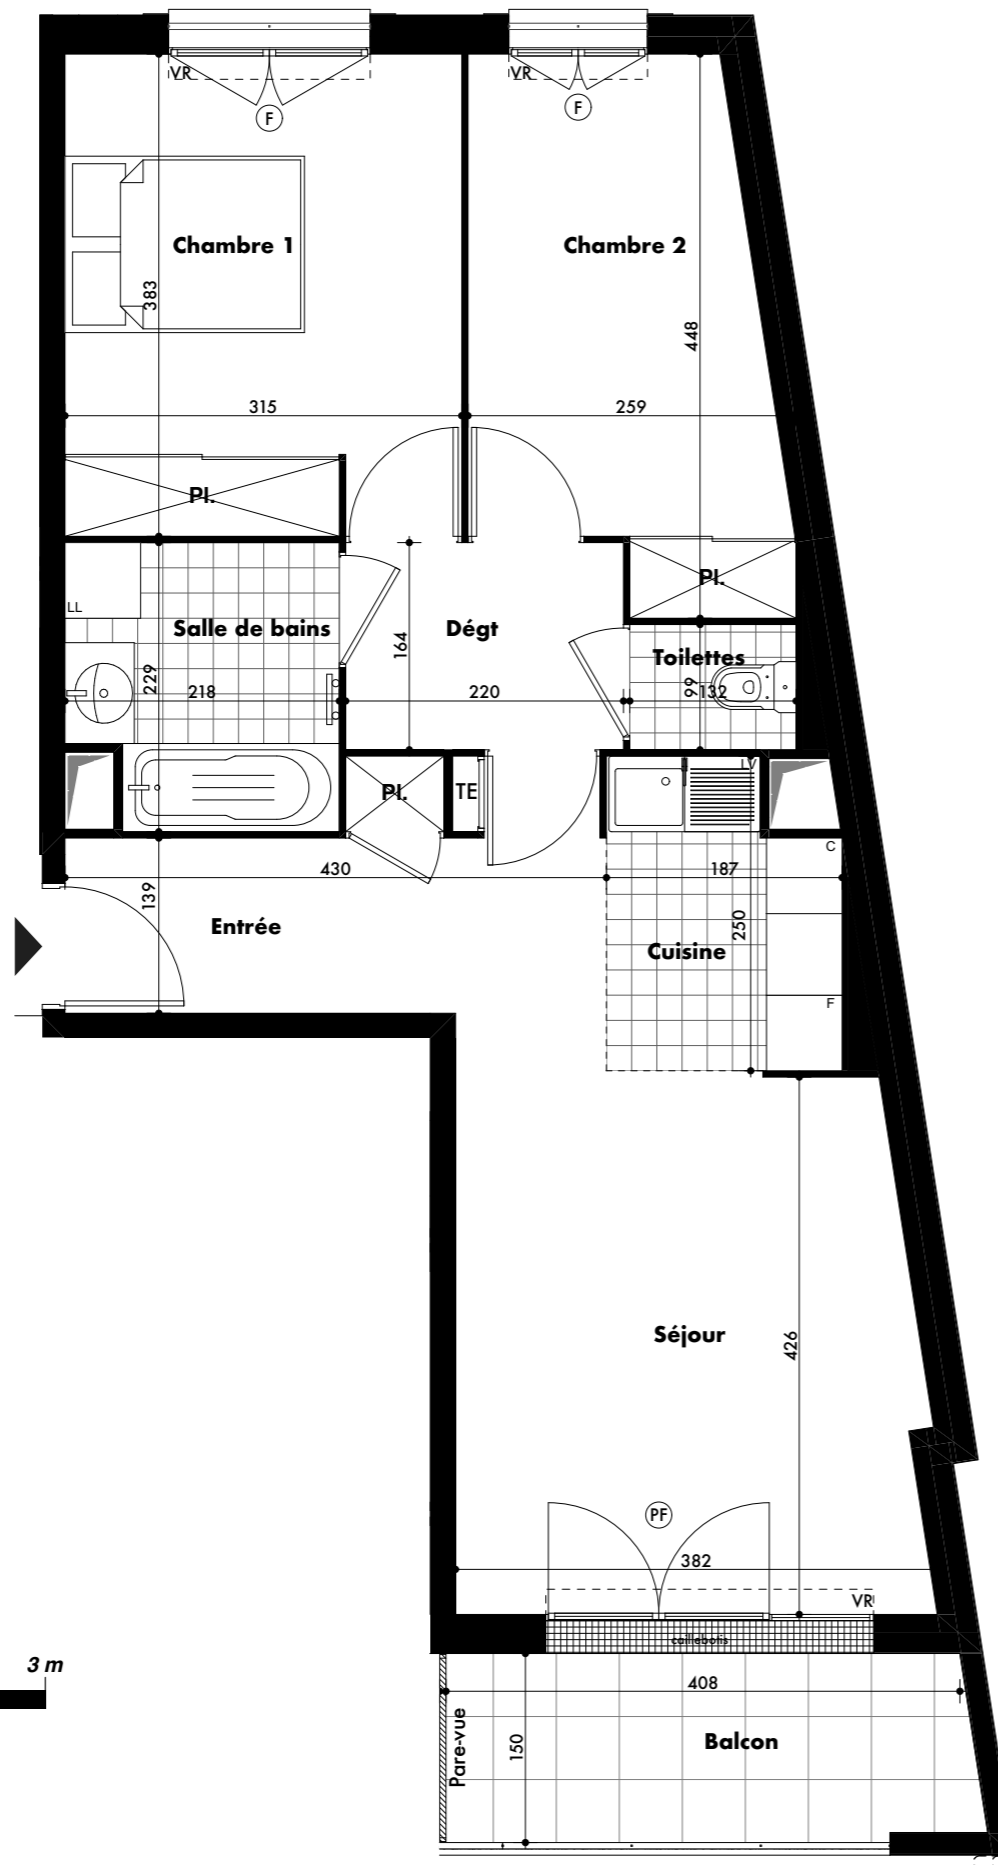 VR
F
VR
F
Chambre 1
Chambre 2
383
448
315
259
Pl.
Pl.
LL
Salle de bains
Dégt
Toilettes
164
229
218
220
99
132
Pl.
TE
LV
C
430
187
139
250
Entrée
Cuisine
F
Séjour
426
PF
382
VR
caillebotis
3 m
408
Pare-vue
150
Balcon